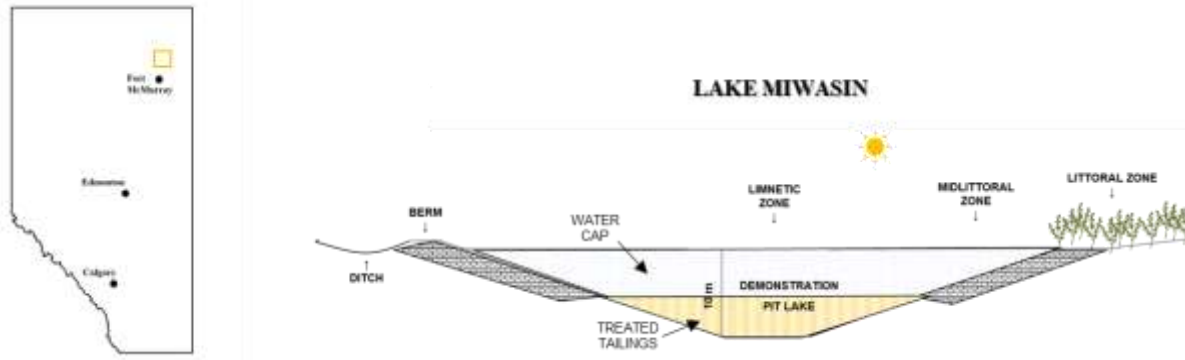 Fort
McMurray
Edmonton
Calgary
LAKE MIWASIN
LITTORAL ZONE
↓
LIMNETIC
ZONE
↓
MIDLITTORAL
ZONE
↓
BERM
↓
WATER
CAP
↑
DITCH
10 m
DEMONSTRATION
PIT LAKE
TREATED
TAILINGS